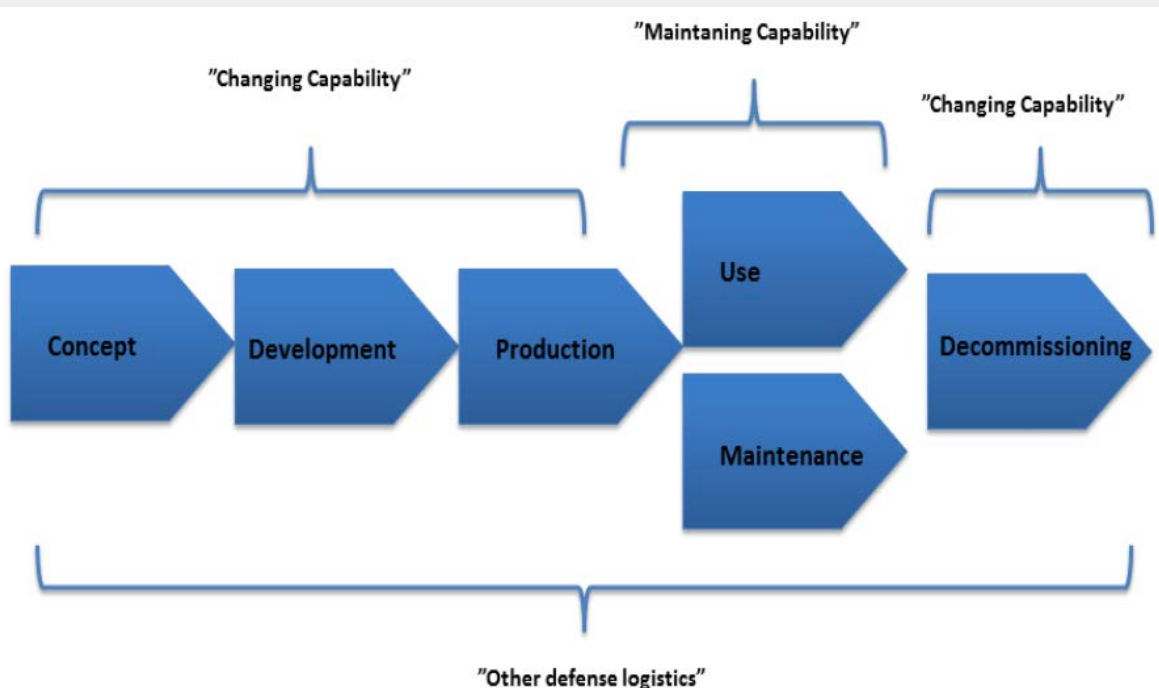 ”Maintaning Capability”
”Changing Capability”
”Changing Capability”
Use
Concept
Development
Production
Decommissioning
Maintenance
”Other defense logistics”